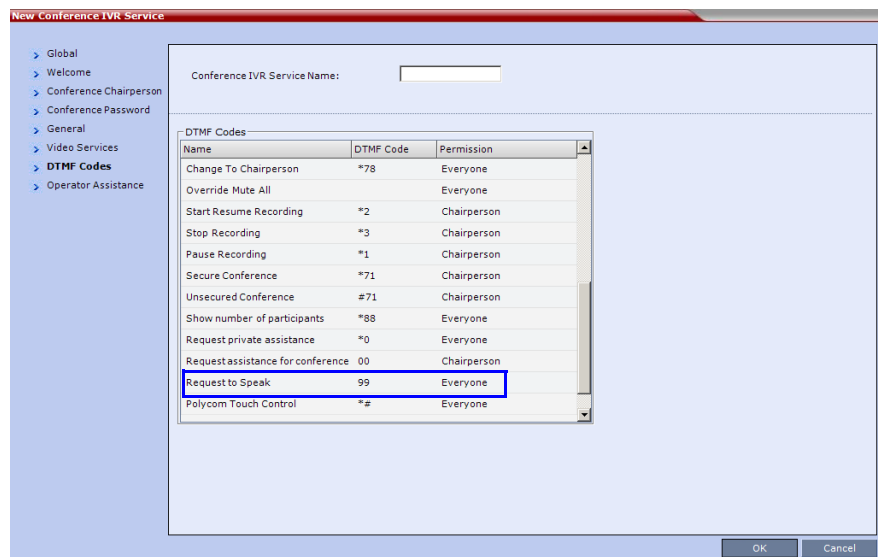 New Conference IVR Service
Global
Welcome
Conference Chairperson
Conference Password
General
Video Services
DTMF Codes
Operator Assistance
Conference IVR Service Name:
DTMF Codes
Name DTMF Code Permission
Change To Chairperson *78 Everyone
Override Mute All Everyone
Start Resume Recording *2 Chairperson
Stop Recording *3 Chairperson
Pause Recording *1 Chairperson
Secure Conference *71 Chairperson
Unsecured Conference #71 Chairperson
Show number of participants *88 Everyone
Request private assistance *0 Everyone
Request assistance for conference 00 Chairperson
Request to Speak 99 Everyone
Polycom Touch Control *# Everyone
OK Cancel